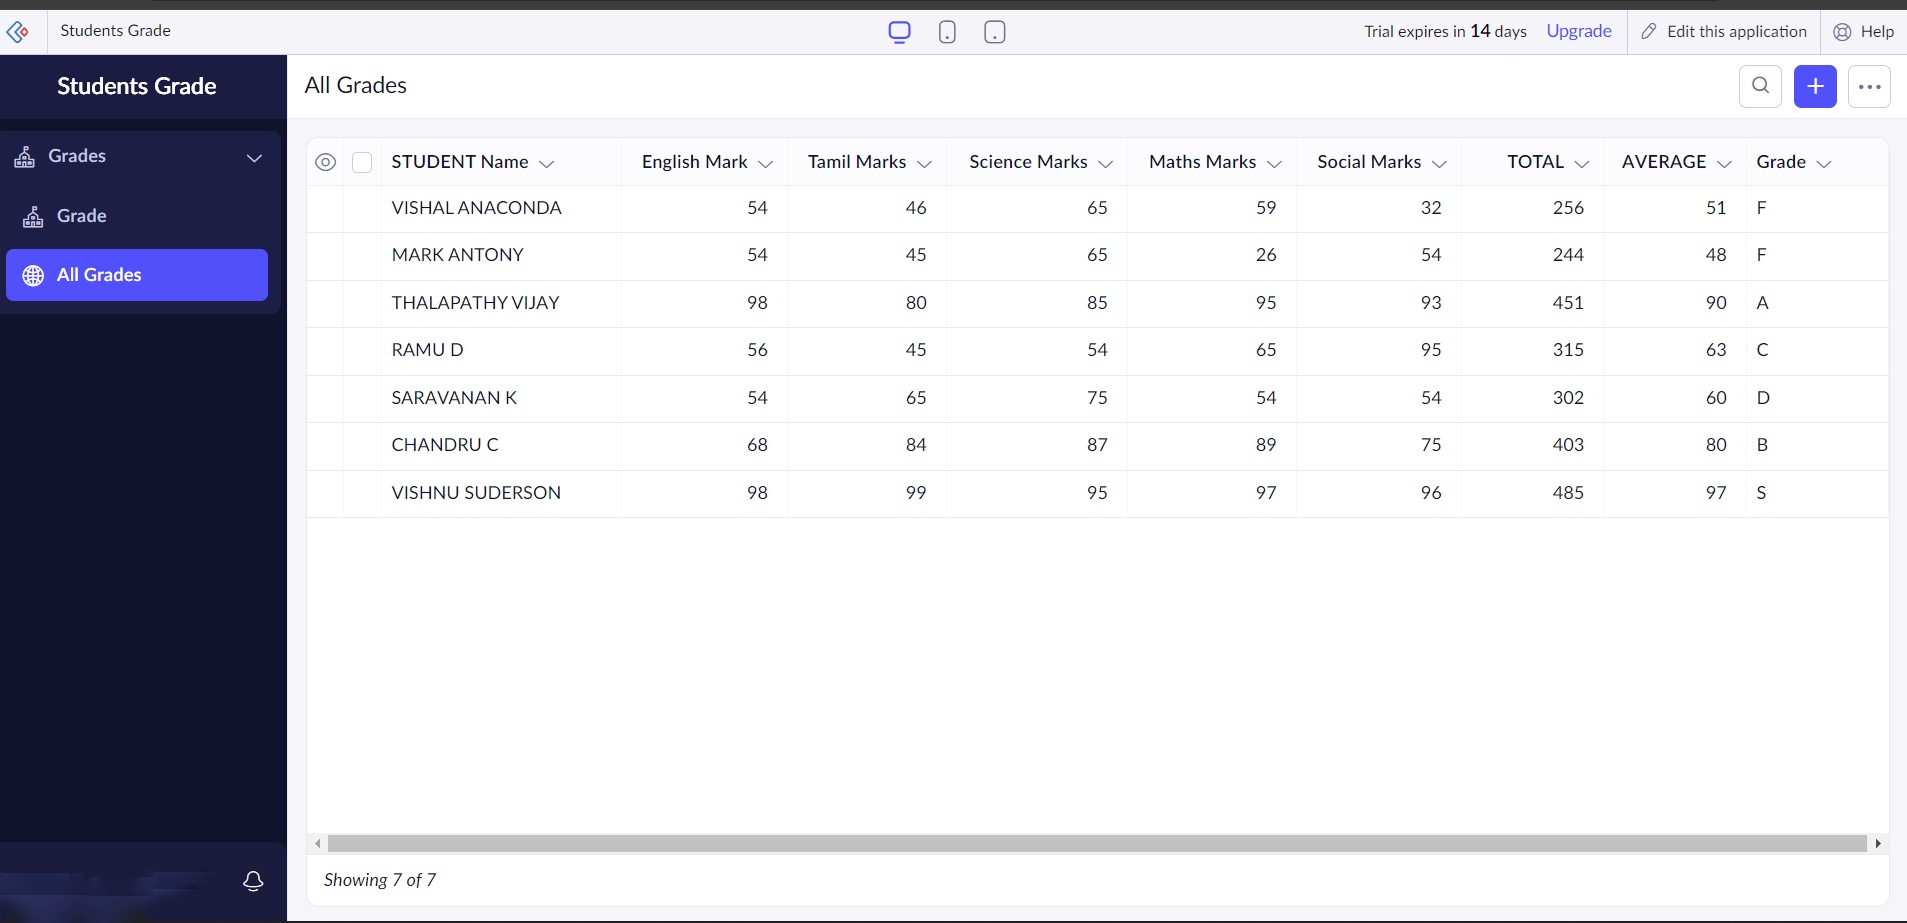 Students Grade
Trial expires in 14 days Upgrade Edit this application Help
Students Grade
All Grades
Grades
Grade
All Grades
STUDENT Name English Mark Tamil Marks Science Marks Maths Marks Social Marks TOTAL AVERAGE Grade
VISHAL ANACONDA 54 46 65 59 32 256 51 F
MARK ANTONY 54 45 65 26 54 244 48 F
THALAPATHY VIJAY 98 80 85 95 93 451 90 A
RAMU D 56 45 54 65 95 315 63 C
SARAVANAN K 54 65 75 54 54 302 60 D
CHANDRU C 68 84 87 89 75 403 80 B
VISHNU SUDERSON 98 99 95 97 96 485 97 S
Showing 7 of 7